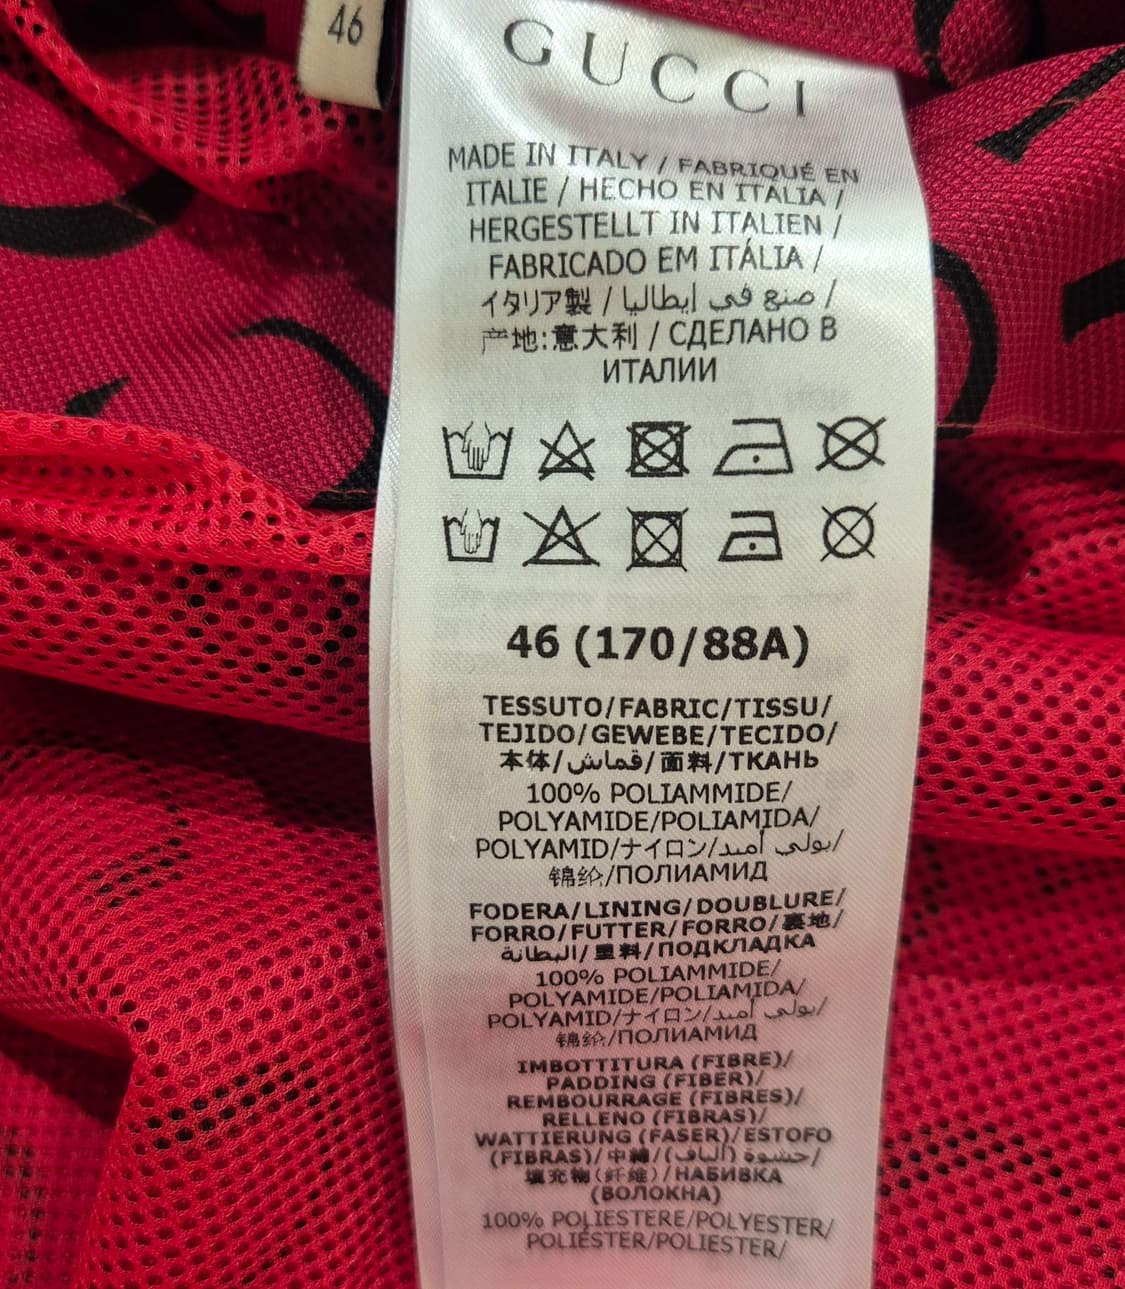 46
GUCCI
MADE IN ITALY / FABRIQUÉ EN
ITALIE / HECHO EN ITALIA /
HERGESTELLT IN ITALIEN /
FABRICADO EM ITÁLIA /
イタリア製 / صنع في إيطاليا /
产地:意大利 / СДЕЛАНО В
ИТАЛИИ
46 (170/88A)
TESSUTO/FABRIC/TISSU/
TEJIDO/GEWEBE/TECIDO/
本体/قماش/面料/ТКАНЬ
100% POLIAMMIDE/
POLYAMIDE/POLIAMIDA/
POLYAMID/ナイロン/بولي أميد/
锦纶/ПОЛИАМИД
FODERA/LINING/DOUBLURE/
FORRO/FUTTER/FORRO/裏地/
البطانة/里料/ПОДКЛАДКА
100% POLIAMMIDE/
POLYAMIDE/POLIAMIDA/
POLYAMID/ナイロン/بولي أميد/
锦纶/ПОЛИАМИД
IMBOTTITURA (FIBRE)/
PADDING (FIBER)/
REMBOURRAGE (FIBRES)/
RELLENO (FIBRAS)/
WATTIERUNG (FASER)/ESTOFO
(FIBRAS)/中綿/حشوة (ألياف)/
填充物(纤维)/НАБИВКА
(ВОЛОКНА)
100% POLIESTERE/POLYESTER/
POLIÉSTER/POLIESTER/